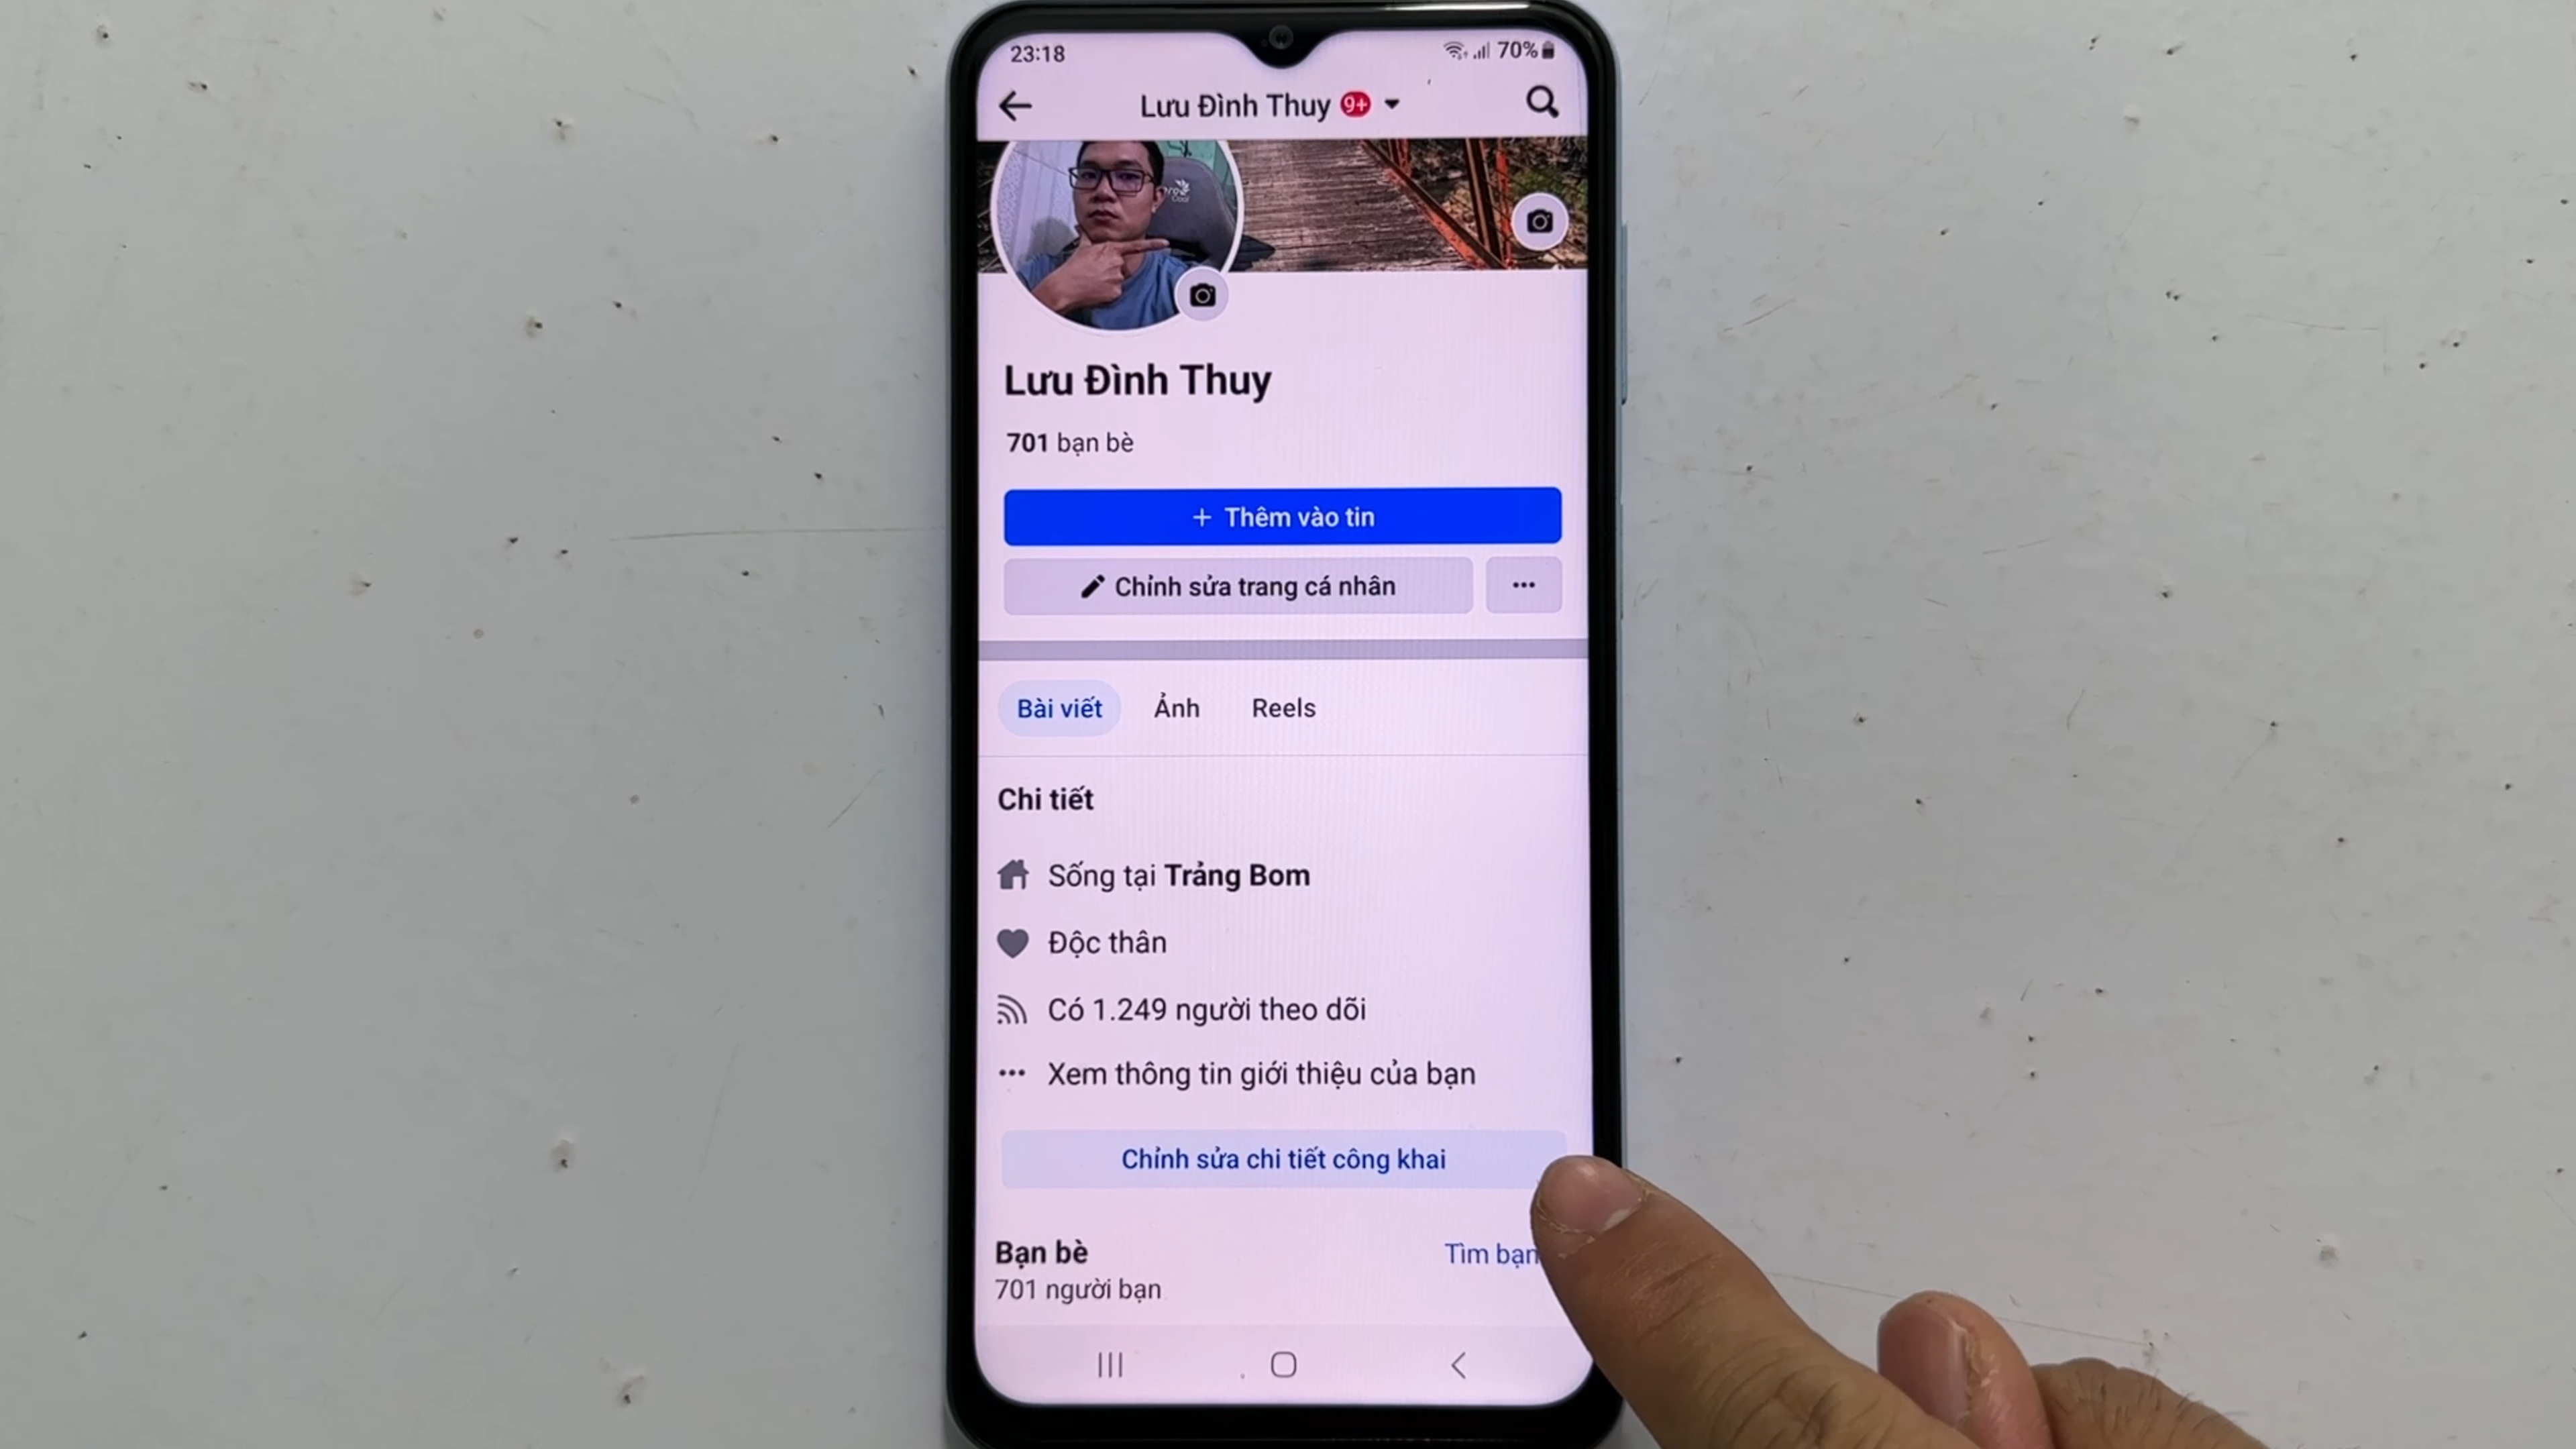 23:18
70%
Lưu Đình Thuy 9+
Cool
Lưu Đình Thuy
701 bạn bè
+ Thêm vào tin
Chỉnh sửa trang cá nhân
Bài viết Ảnh Reels
Chi tiết
Sống tại Trảng Bom
Độc thân
Có 1.249 người theo dõi
Xem thông tin giới thiệu của bạn
Chỉnh sửa chi tiết công khai
Bạn bè
Tìm bạn
701 người bạn